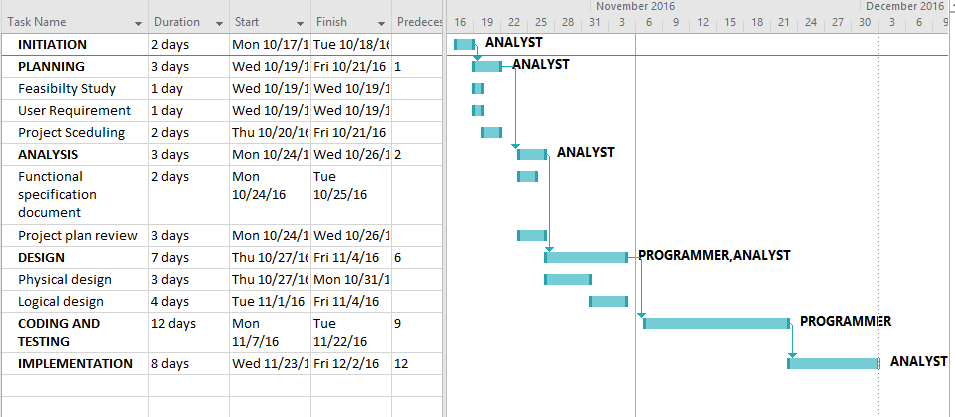 November 2016 December 2016
Task Name Duration Start Finish Predeces 16 19 22 25 28 31 3 6 9 12 15 18 21 24 27 30 3 6 9
INITIATION 2 days Mon 10/17/1 Tue 10/18/16 ANALYST
PLANNING 3 days Wed 10/19/1 Fri 10/21/16 1 ANALYST
Feasibilty Study 1 day Wed 10/19/1 Wed 10/19/1
User Requirement 1 day Wed 10/19/1 Wed 10/19/1
Project Sceduling 2 days Thu 10/20/1 Fri 10/21/16
ANALYSIS 3 days Mon 10/24/1 Wed 10/26/1 2 ANALYST
Functional 2 days Mon Tue
specification 10/24/16 10/25/16
document
Project plan review 3 days Mon 10/24/1 Wed 10/26/1
DESIGN 7 days Thu 10/27/1 Fri 11/4/16 6 PROGRAMMER,ANALYST
Physical design 3 days Thu 10/27/1 Mon 10/31/1
Logical design 4 days Tue 11/1/16 Fri 11/4/16
CODING AND 12 days Mon Tue 9 PROGRAMMER
TESTING 11/7/16 11/22/16
IMPLEMENTATION 8 days Wed 11/23/1 Fri 12/2/16 12 ANALYST